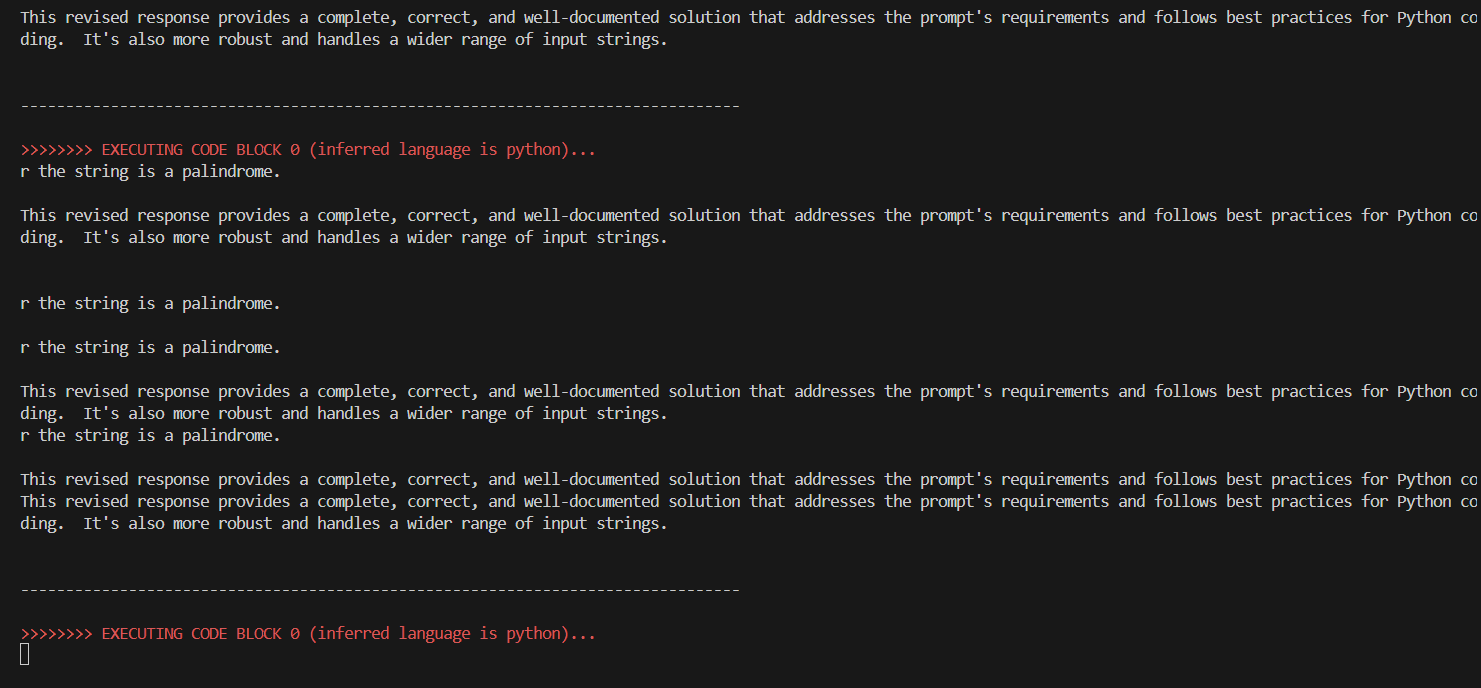 This revised response provides a complete, correct, and well-documented solution that addresses the prompt's requirements and follows best practices for Python co
ding.  It's also more robust and handles a wider range of input strings.
--------------------------------------------------------------------------------
>>>>>>>> EXECUTING CODE BLOCK 0 (inferred language is python)...
r the string is a palindrome.
This revised response provides a complete, correct, and well-documented solution that addresses the prompt's requirements and follows best practices for Python co
ding.  It's also more robust and handles a wider range of input strings.
r the string is a palindrome.
r the string is a palindrome.
This revised response provides a complete, correct, and well-documented solution that addresses the prompt's requirements and follows best practices for Python co
ding.  It's also more robust and handles a wider range of input strings.
r the string is a palindrome.
This revised response provides a complete, correct, and well-documented solution that addresses the prompt's requirements and follows best practices for Python co
This revised response provides a complete, correct, and well-documented solution that addresses the prompt's requirements and follows best practices for Python co
ding.  It's also more robust and handles a wider range of input strings.
--------------------------------------------------------------------------------
>>>>>>>> EXECUTING CODE BLOCK 0 (inferred language is python)...